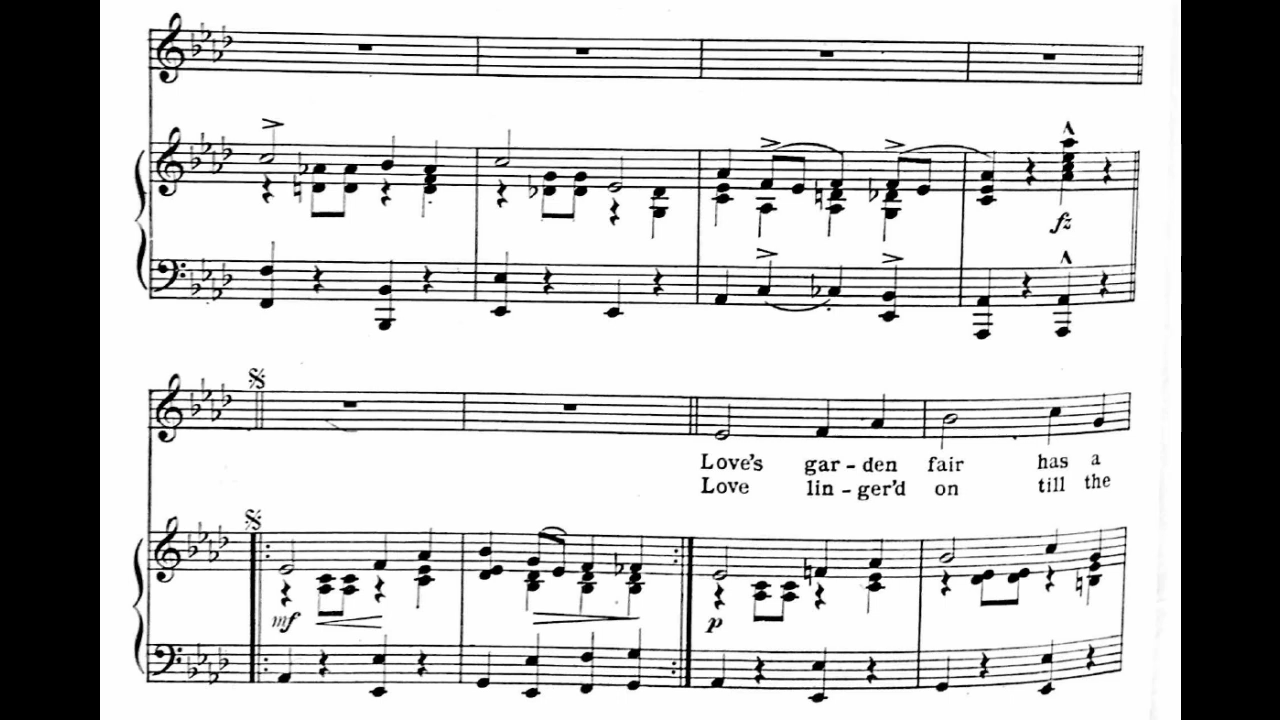 fz
Love's gar-den fair has a
Love lin-ger'd on till the
mf p